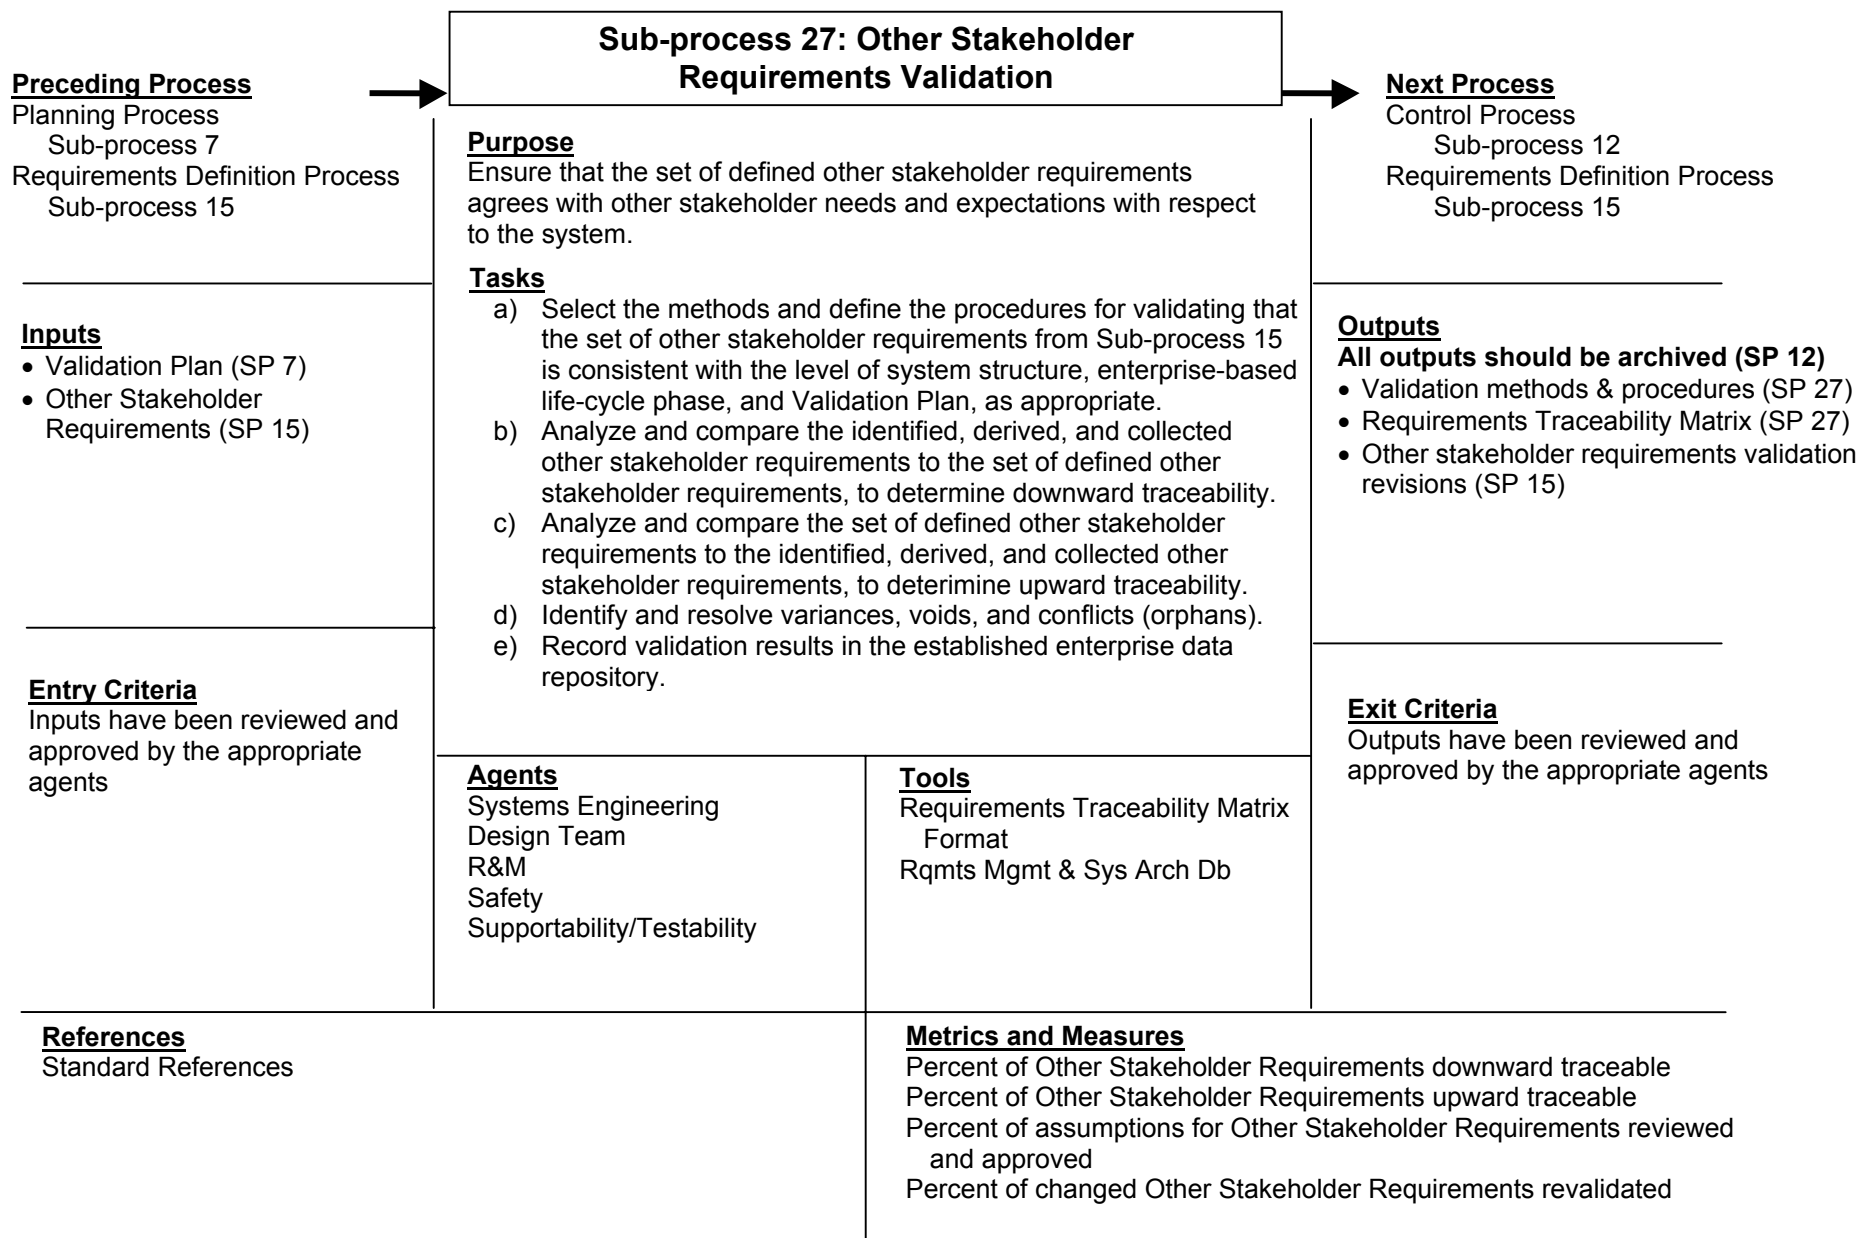 Sub-process 27: Other Stakeholder
Requirements Validation
Preceding Process
Planning Process
Sub-process 7
Requirements Definition Process
Sub-process 15
Next Process
Control Process
Sub-process 12
Requirements Definition Process
Sub-process 15
Purpose
Ensure that the set of defined other stakeholder requirements
agrees with other stakeholder needs and expectations with respect
to the system.
Tasks
a) Select the methods and define the procedures for validating that
the set of other stakeholder requirements from Sub-process 15
is consistent with the level of system structure, enterprise-based
life-cycle phase, and Validation Plan, as appropriate.
b) Analyze and compare the identified, derived, and collected
other stakeholder requirements to the set of defined other
stakeholder requirements, to determine downward traceability.
c) Analyze and compare the set of defined other stakeholder
requirements to the identified, derived, and collected other
stakeholder requirements, to deterimine upward traceability.
d) Identify and resolve variances, voids, and conflicts (orphans).
e) Record validation results in the established enterprise data
repository.
Inputs
• Validation Plan (SP 7)
• Other Stakeholder
Requirements (SP 15)
Outputs
All outputs should be archived (SP 12)
• Validation methods & procedures (SP 27)
• Requirements Traceability Matrix (SP 27)
• Other stakeholder requirements validation
revisions (SP 15)
Entry Criteria
Inputs have been reviewed and
approved by the appropriate
agents
Exit Criteria
Outputs have been reviewed and
approved by the appropriate agents
Agents
Systems Engineering
Design Team
R&M
Safety
Supportability/Testability
Tools
Requirements Traceability Matrix
Format
Rqmts Mgmt & Sys Arch Db
References
Standard References
Metrics and Measures
Percent of Other Stakeholder Requirements downward traceable
Percent of Other Stakeholder Requirements upward traceable
Percent of assumptions for Other Stakeholder Requirements reviewed
and approved
Percent of changed Other Stakeholder Requirements revalidated